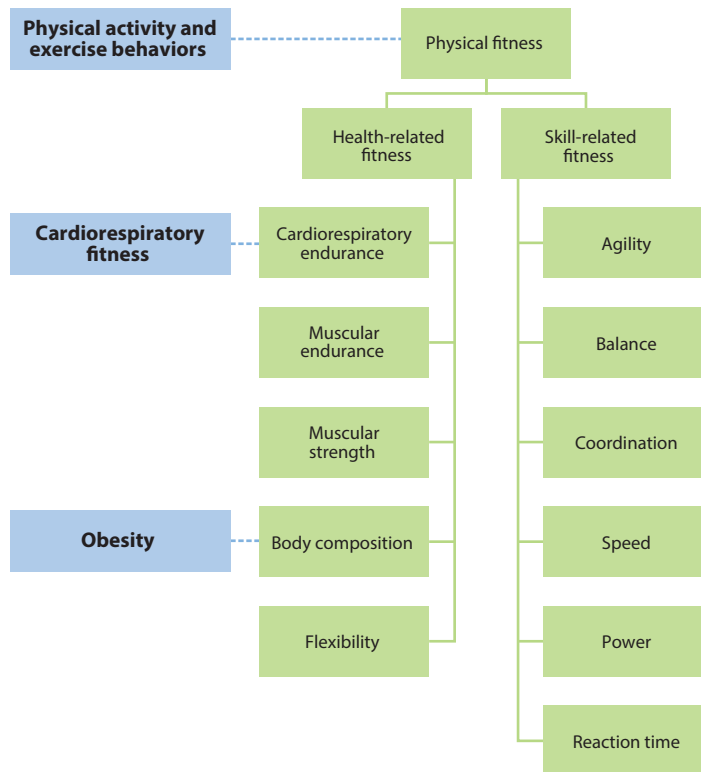 Physical activity and
exercise behaviors
Physical fitness
Health-related
fitness
Skill-related
fitness
Cardiorespiratory
fitness
Cardiorespiratory
endurance
Agility
Muscular
endurance
Balance
Muscular
strength
Coordination
Obesity
Body composition
Speed
Flexibility
Power
Reaction time